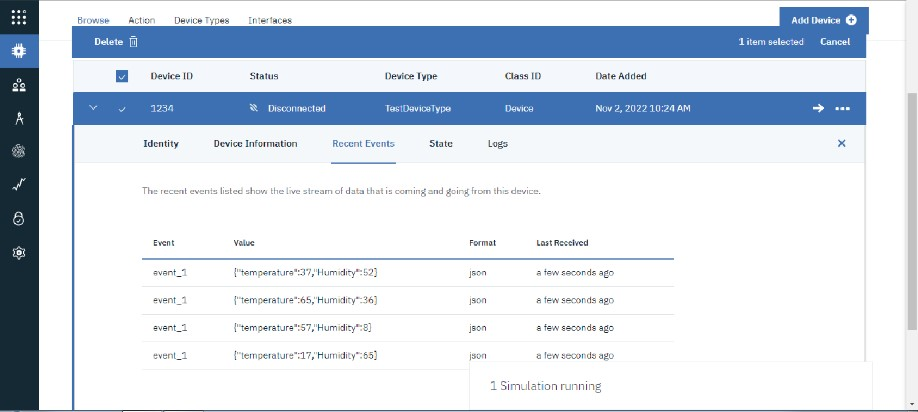 Browse Action Device Types Interfaces
Add Device
Delete 1 item selected Cancel
Device ID Status Device Type Class ID Date Added
1234 Disconnected TestDeviceType Device Nov 2, 2022 10:24 AM
Identity Device Information Recent Events State Logs
The recent events listed show the live stream of data that is coming and going from this device.
Event Value Format Last Received
event_1 {"temperature":37,"Humidity":52} json a few seconds ago
event_1 {"temperature":65,"Humidity":36} json a few seconds ago
event_1 {"temperature":57,"Humidity":8} json a few seconds ago
event_1 {"temperature":17,"Humidity":65} json a few seconds ago
1 Simulation running